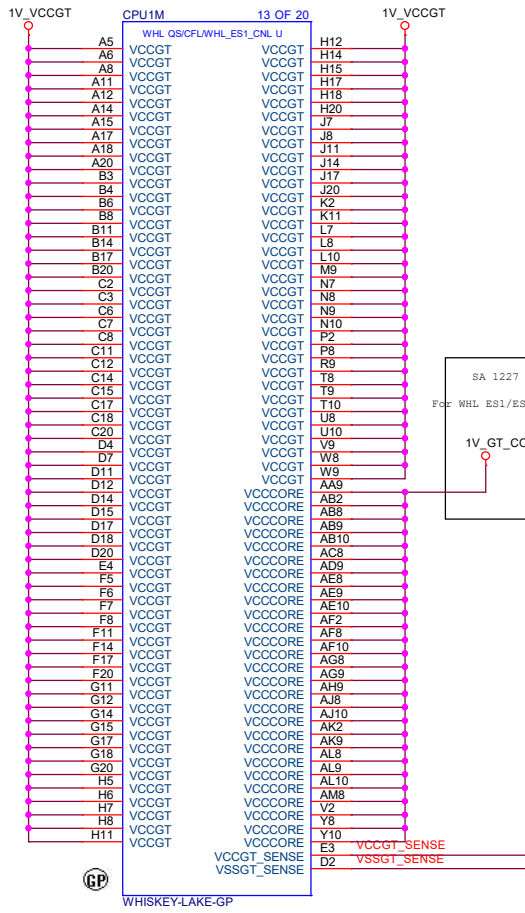 1V_VCCGT CPU1M 13 OF 20 1V_VCCGT
WHL QS/CFL/WHL_ES1_CNL U
A5 VCCGT VCCGT H12
A6 VCCGT VCCGT H14
A8 VCCGT VCCGT H15
A11 VCCGT VCCGT H17
A12 VCCGT VCCGT H18
A14 VCCGT VCCGT H20
A15 VCCGT VCCGT J7
A17 VCCGT VCCGT J8
A18 VCCGT VCCGT J11
A20 VCCGT VCCGT J14
B3 VCCGT VCCGT J17
B4 VCCGT VCCGT J20
B6 VCCGT VCCGT K2
B8 VCCGT VCCGT K11
B11 VCCGT VCCGT L7
B14 VCCGT VCCGT L8
B17 VCCGT VCCGT L10
B20 VCCGT VCCGT M9
C2 VCCGT VCCGT N7
C3 VCCGT VCCGT N8
C6 VCCGT VCCGT N9
C7 VCCGT VCCGT N10
C8 VCCGT VCCGT P2
C11 VCCGT VCCGT P8
C12 VCCGT VCCGT R9
C14 VCCGT VCCGT T8
C15 VCCGT VCCGT T9
C17 VCCGT VCCGT T10
C18 VCCGT VCCGT U8
C20 VCCGT VCCGT U10
D4 VCCGT VCCGT V9
D7 VCCGT VCCGT W8
D11 VCCGT VCCGT W9
D12 VCCGT VCCCORE AA9
D14 VCCGT VCCCORE AB2
D15 VCCGT VCCCORE AB8
D17 VCCGT VCCCORE AB9
D18 VCCGT VCCCORE AB10
D20 VCCGT VCCCORE AC8
E4 VCCGT VCCCORE AD9
F5 VCCGT VCCCORE AE8
F6 VCCGT VCCCORE AE9
F7 VCCGT VCCCORE AE10
F8 VCCGT VCCCORE AF2
F11 VCCGT VCCCORE AF8
F14 VCCGT VCCCORE AF10
F17 VCCGT VCCCORE AG8
F20 VCCGT VCCCORE AG9
G11 VCCGT VCCCORE AH9
G12 VCCGT VCCCORE AJ8
G14 VCCGT VCCCORE AJ10
G15 VCCGT VCCCORE AK2
G17 VCCGT VCCCORE AK9
G18 VCCGT VCCCORE AL8
G20 VCCGT VCCCORE AL9
H5 VCCGT VCCCORE AL10
H6 VCCGT VCCCORE AM8
H7 VCCGT VCCCORE V2
H8 VCCGT VCCCORE Y8
H11 VCCGT VCCCORE Y10
VCCGT_SENSE E3 VCCGT_SENSE
VSSGT_SENSE D2 VSSGT_SENSE
GP
WHISKEY-LAKE-GP
SA 1227
For WHL ES1/ES
1V_GT_CO